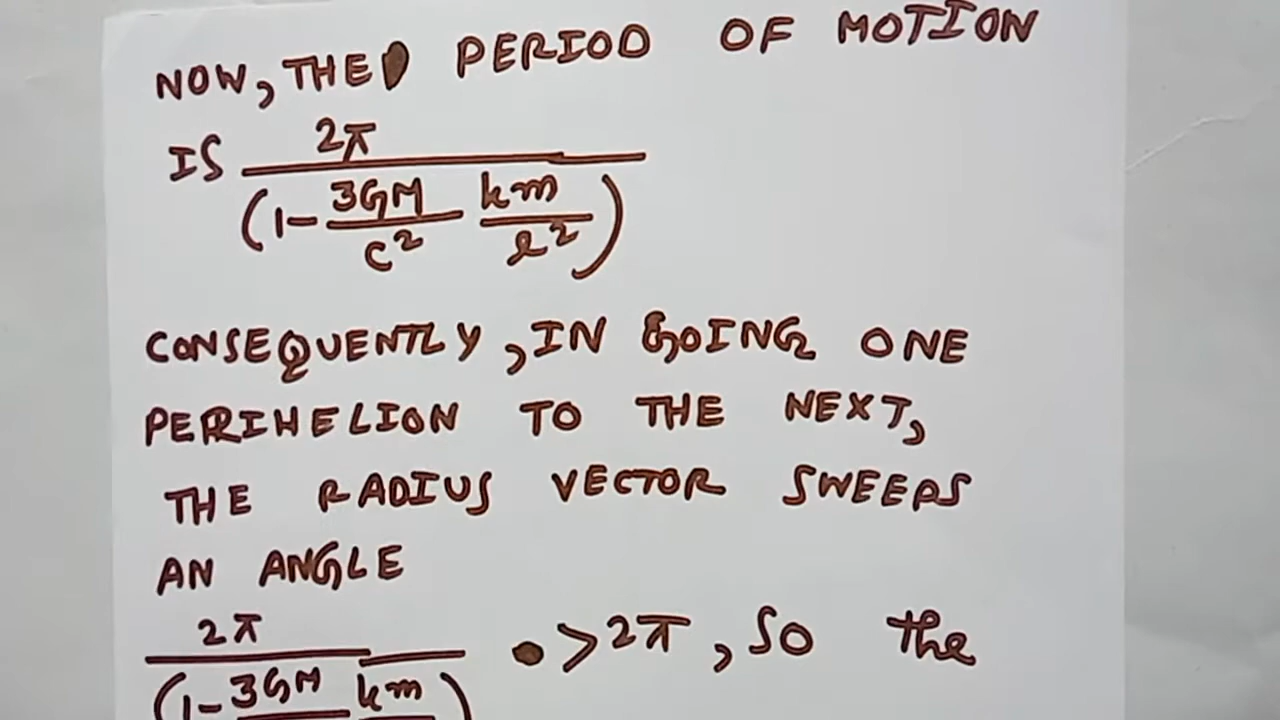 NOW, THE PERIOD OF MOTION
IS 2π
(1- 3GM/c² km/l²)
CONSEQUENTLY, IN GOING ONE
PERIHELION TO THE NEXT,
THE RADIUS VECTOR SWEEPS
AN ANGLE
2π > 2π, SO the
(1- 3GM km)